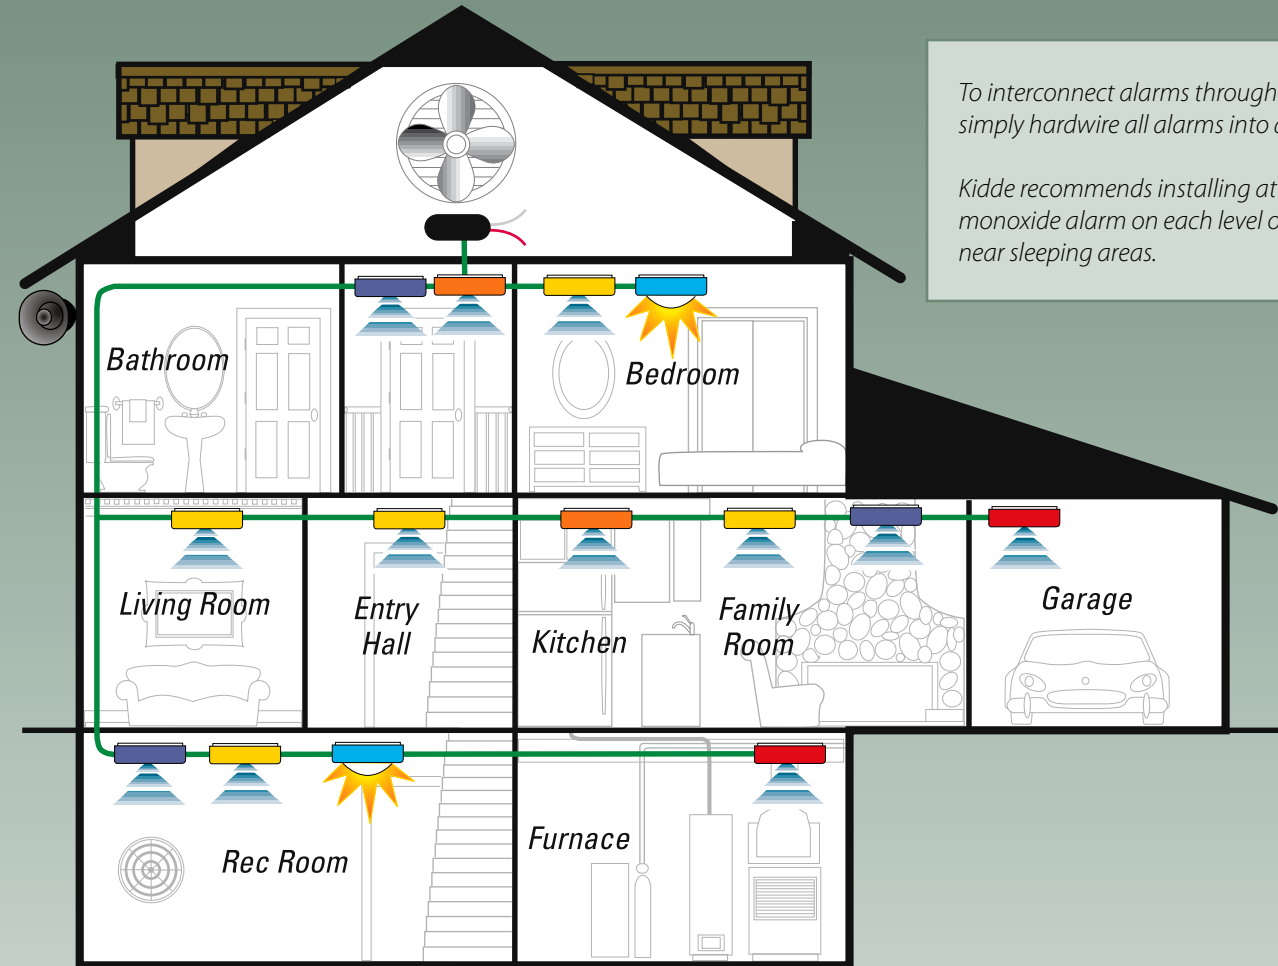 To interconnect alarms through
simply hardwire all alarms into
Kidde recommends installing at
monoxide alarm on each level
near sleeping areas.
Bathroom
Bedroom
Living Room
Entry
Hall
Kitchen
Family
Room
Garage
Rec Room
Furnace